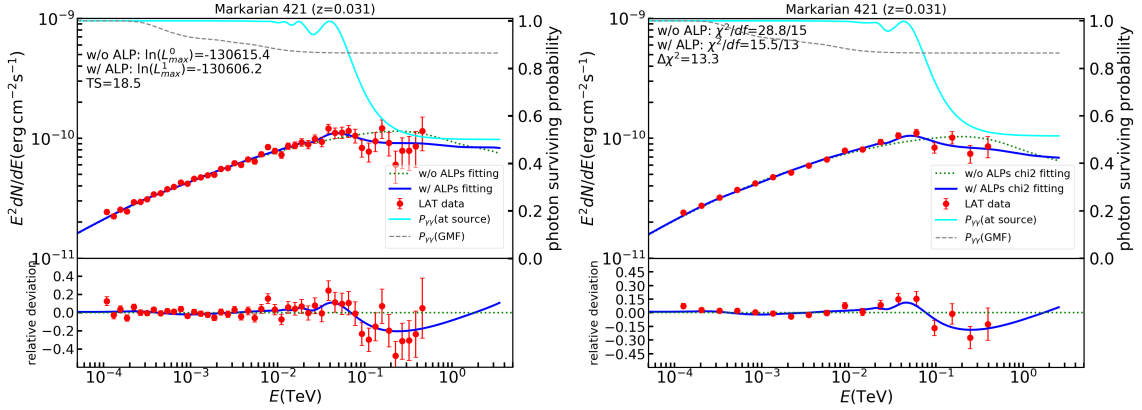 Markarian 421 (z=0.031)
w/o ALP: ln(L⁰max)=-130615.4
w/ ALP: ln(L¹max)=-130606.2
TS=18.5
E²dN/dE(erg cm⁻²s⁻¹)
10⁻⁹
10⁻¹⁰
10⁻¹¹
photon surviving probability
1.0
0.8
0.6
0.4
0.2
0.0
w/o ALPs fitting
w/ ALPs fitting
LAT data
Pγγ(at source)
Pγγ(GMF)
relative deviation
0.4
0.2
0.0
−0.2
−0.4
10⁻⁴ 10⁻³ 10⁻² 10⁻¹ 10⁰
E(TeV)
Markarian 421 (z=0.031)
w/o ALP: χ²/df=28.8/15
w/ ALP: χ²/df=15.5/13
Δχ²=13.3
E²dN/dE(erg cm⁻²s⁻¹)
10⁻⁹
10⁻¹⁰
10⁻¹¹
photon surviving probability
1.0
0.8
0.6
0.4
0.2
0.0
w/o ALPs chi2 fitting
w/ ALPs chi2 fitting
LAT data
Pγγ(at source)
Pγγ(GMF)
relative deviation
0.45
0.30
0.15
0.00
−0.15
−0.30
−0.45
10⁻⁴ 10⁻³ 10⁻² 10⁻¹ 10⁰
E(TeV)